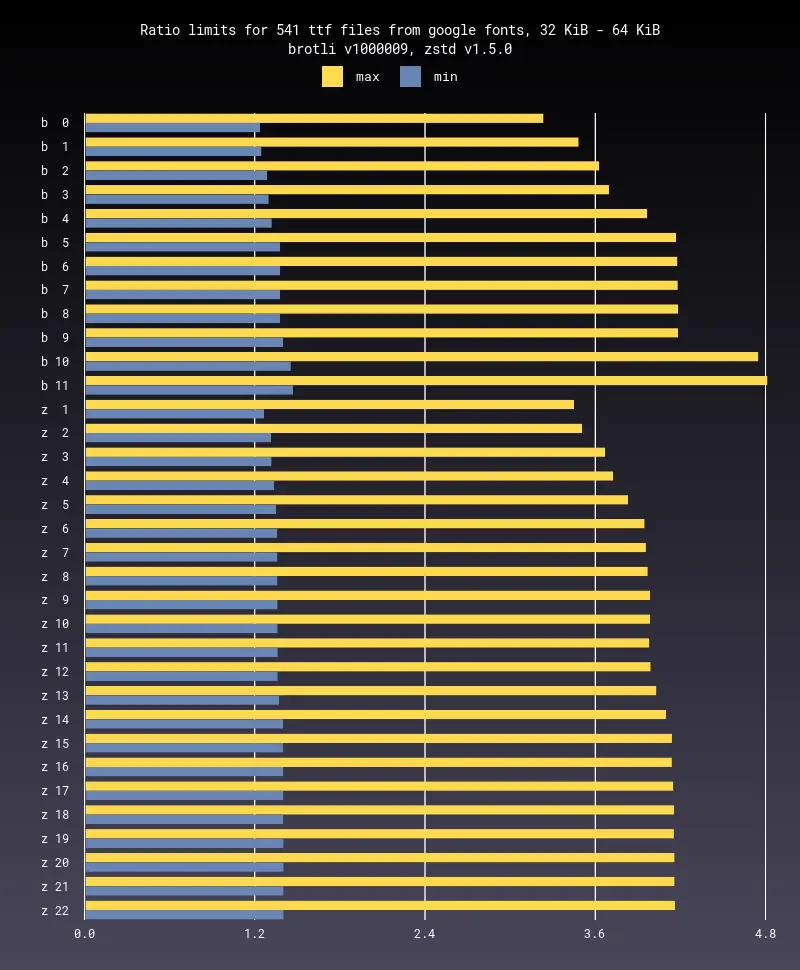 Ratio limits for 541 ttf files from google fonts, 32 KiB - 64 KiB
brotli v1000009, zstd v1.5.0
max min
b 0
b 1
b 2
b 3
b 4
b 5
b 6
b 7
b 8
b 9
b 10
b 11
z 1
z 2
z 3
z 4
z 5
z 6
z 7
z 8
z 9
z 10
z 11
z 12
z 13
z 14
z 15
z 16
z 17
z 18
z 19
z 20
z 21
z 22
0.0 1.2 2.4 3.6 4.8